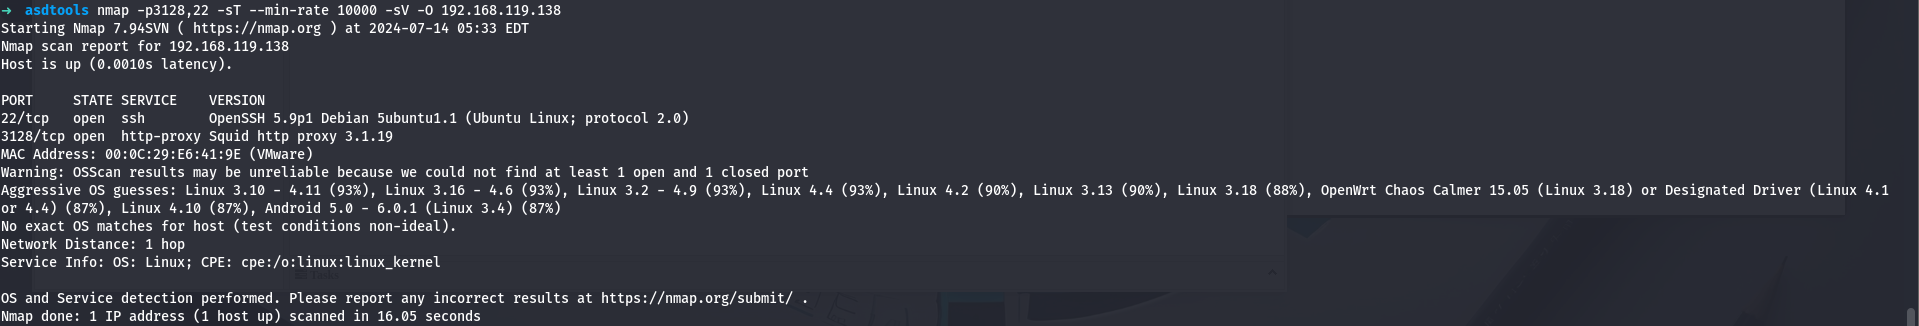 → asdtools nmap -p3128,22 -sT --min-rate 10000 -sV -O 192.168.119.138
Starting Nmap 7.94SVN ( https://nmap.org ) at 2024-07-14 05:33 EDT
Nmap scan report for 192.168.119.138
Host is up (0.0010s latency).
PORT     STATE SERVICE    VERSION
22/tcp   open  ssh        OpenSSH 5.9p1 Debian 5ubuntu1.1 (Ubuntu Linux; protocol 2.0)
3128/tcp open  http-proxy Squid http proxy 3.1.19
MAC Address: 00:0C:29:E6:41:9E (VMware)
Warning: OSScan results may be unreliable because we could not find at least 1 open and 1 closed port
Aggressive OS guesses: Linux 3.10 - 4.11 (93%), Linux 3.16 - 4.6 (93%), Linux 3.2 - 4.9 (93%), Linux 4.4 (93%), Linux 4.2 (90%), Linux 3.13 (90%), Linux 3.18 (88%), OpenWrt Chaos Calmer 15.05 (Linux 3.18) or Designated Driver (Linux 4.1
or 4.4) (87%), Linux 4.10 (87%), Android 5.0 - 6.0.1 (Linux 3.4) (87%)
No exact OS matches for host (test conditions non-ideal).
Network Distance: 1 hop
Service Info: OS: Linux; CPE: cpe:/o:linux:linux_kernel
OS and Service detection performed. Please report any incorrect results at https://nmap.org/submit/ .
Nmap done: 1 IP address (1 host up) scanned in 16.05 seconds